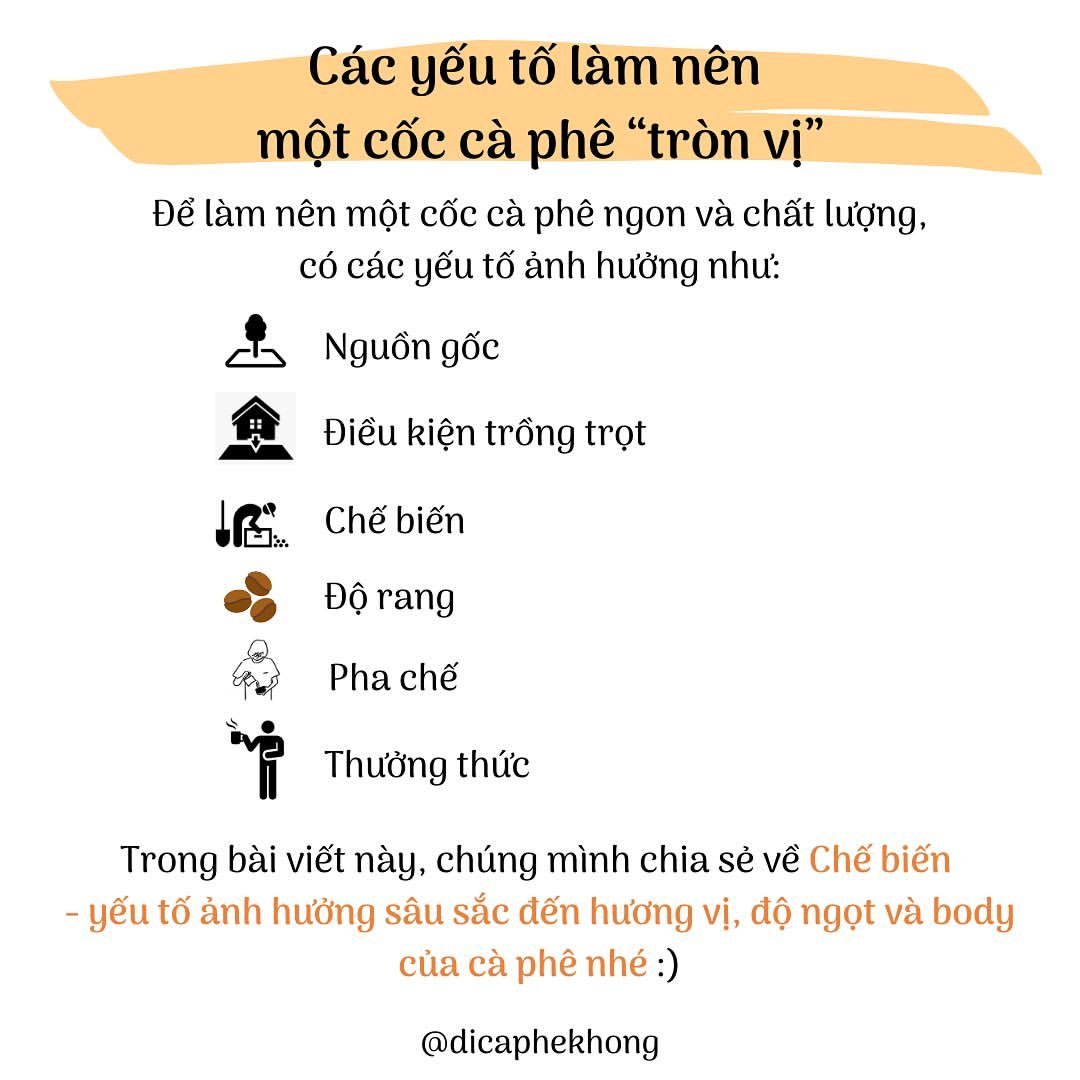 Các yếu tố làm nên
một cốc cà phê “tròn vị”
Để làm nên một cốc cà phê ngon và chất lượng,
có các yếu tố ảnh hưởng như:
Nguồn gốc
Điều kiện trồng trọt
Chế biến
Độ rang
Pha chế
Thưởng thức
Trong bài viết này, chúng mình chia sẻ về Chế biến
- yếu tố ảnh hưởng sâu sắc đến hương vị, độ ngọt và body
của cà phê nhé :)
@dicaphekhong